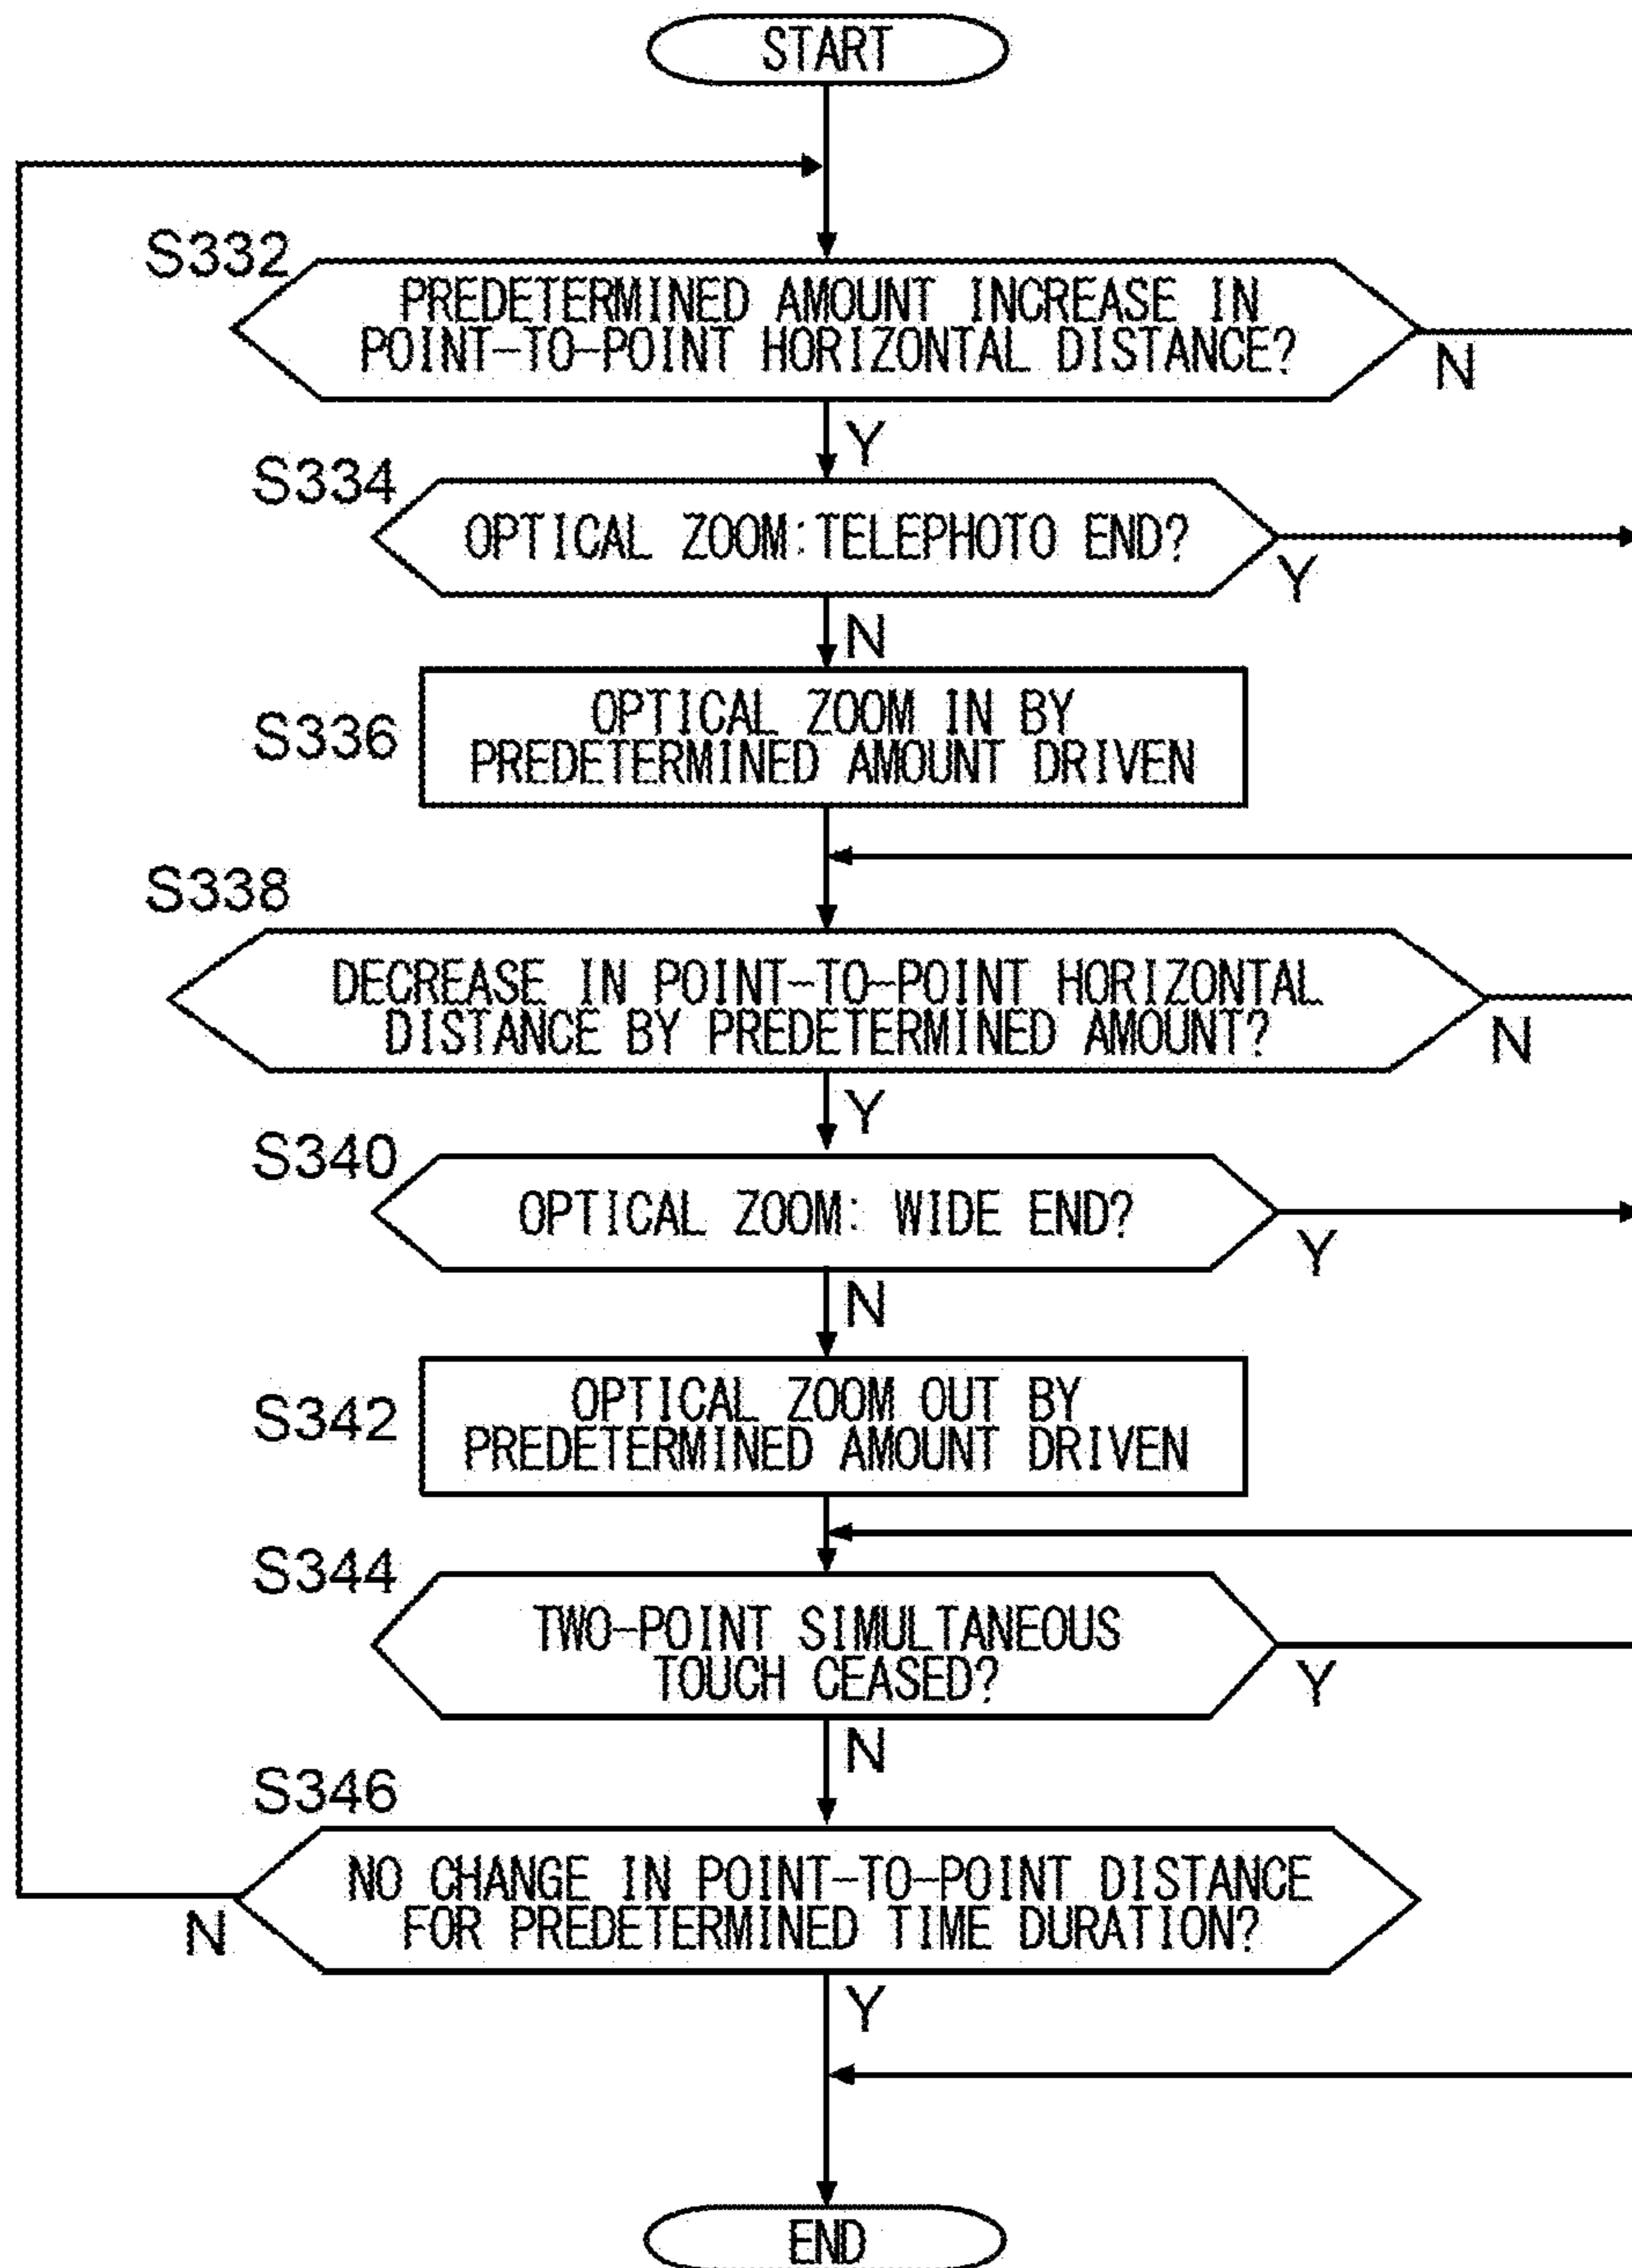 START
S332
PREDETERMINED AMOUNT INCREASE IN
POINT-TO-POINT HORIZONTAL DISTANCE?
N
Y
S334
OPTICAL ZOOM:TELEPHOTO END?
Y
N
S336
OPTICAL ZOOM IN BY
PREDETERMINED AMOUNT DRIVEN
S338
DECREASE IN POINT-TO-POINT HORIZONTAL
DISTANCE BY PREDETERMINED AMOUNT?
N
Y
S340
OPTICAL ZOOM: WIDE END?
Y
N
S342
OPTICAL ZOOM OUT BY
PREDETERMINED AMOUNT DRIVEN
S344
TWO-POINT SIMULTANEOUS
TOUCH CEASED?
Y
N
S346
NO CHANGE IN POINT-TO-POINT DISTANCE
FOR PREDETERMINED TIME DURATION?
N
Y
END